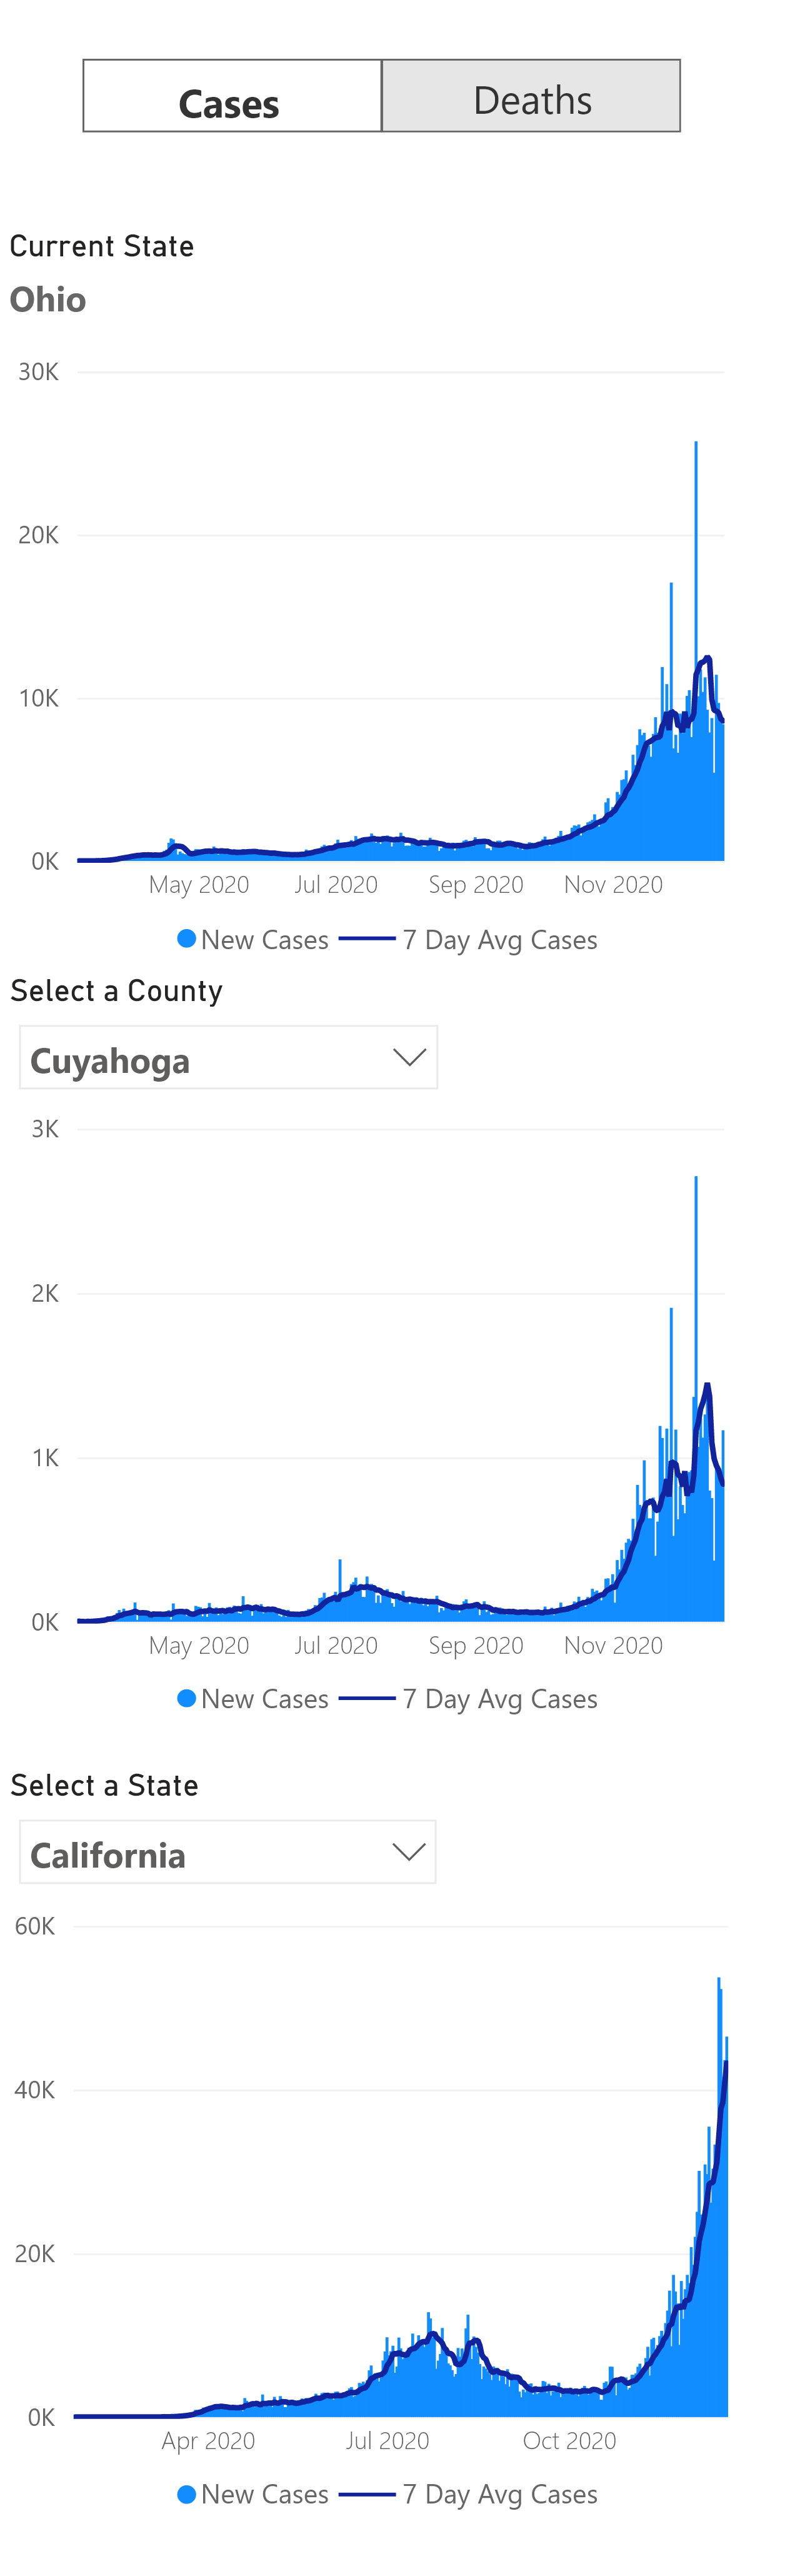 Cases Deaths
Current State
Ohio
30K
20K
10K
0K
May 2020 Jul 2020 Sep 2020 Nov 2020
New Cases 7 Day Avg Cases
Select a County
Cuyahoga
3K
2K
1K
0K
May 2020 Jul 2020 Sep 2020 Nov 2020
New Cases 7 Day Avg Cases
Select a State
California
60K
40K
20K
0K
Apr 2020 Jul 2020 Oct 2020
New Cases 7 Day Avg Cases